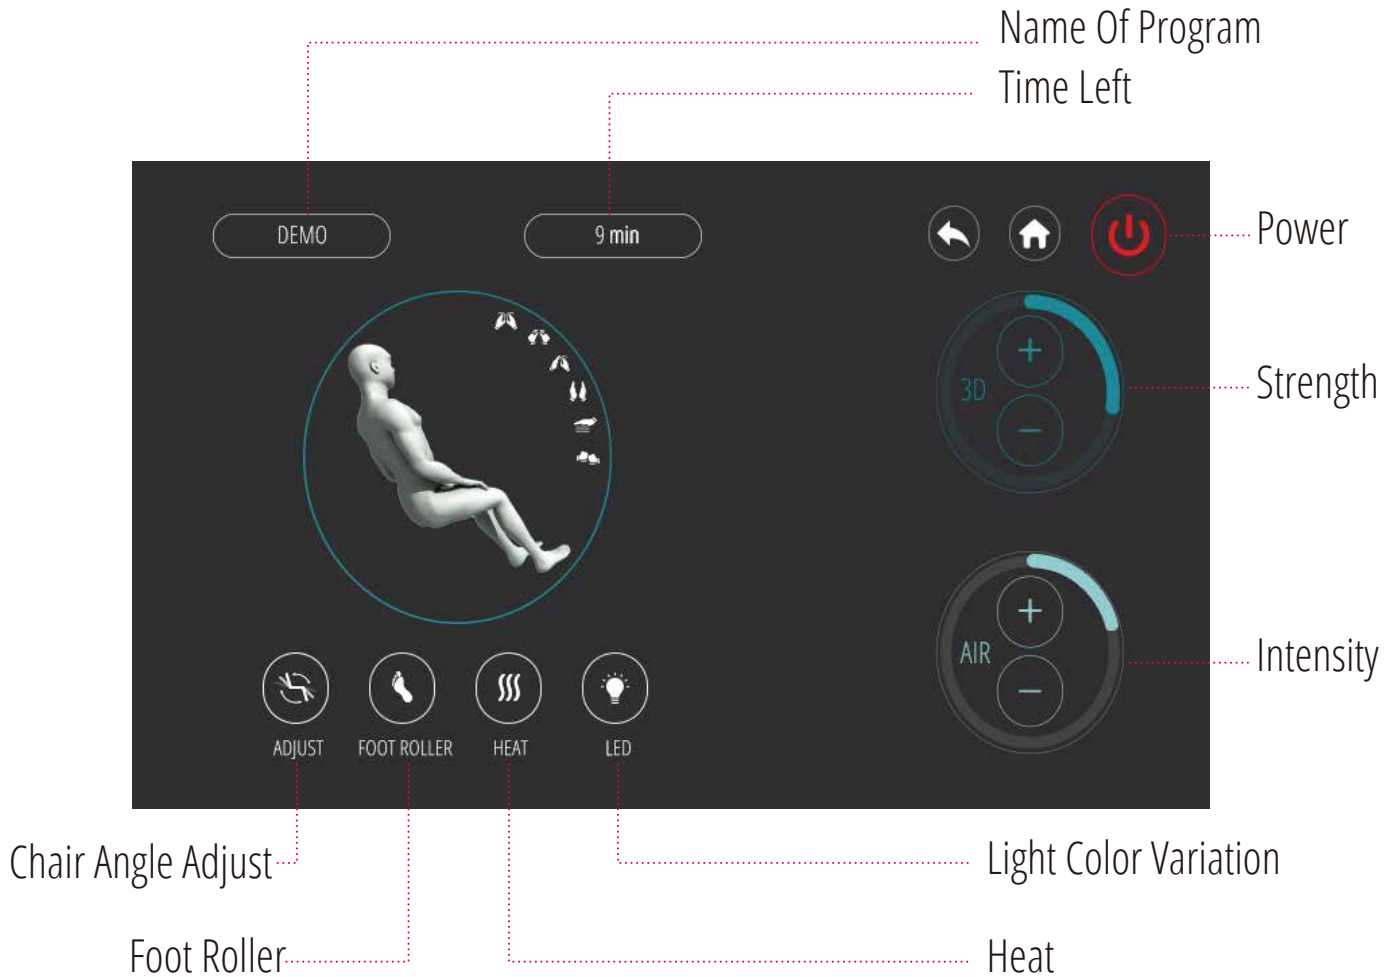 Name Of Program
Time Left
DEMO
9 min
Power
3D
Strength
AIR
Intensity
ADJUST
FOOT ROLLER
HEAT
LED
Chair Angle Adjust
Light Color Variation
Foot Roller
Heat